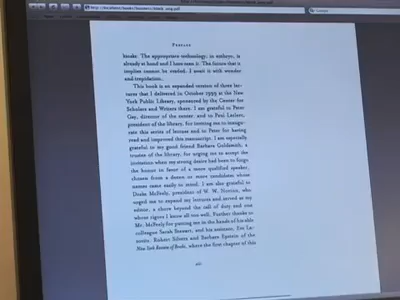 PREFACE
books. The appropriate technology, in embryo, is
already at hand and I have seen it. The future that it
implies cannot be evaded. I await it with wonder
and trepidation.
This book is an expanded version of three lec-
tures that I delivered in October 1999 at the New
York Public Library, sponsored by the Center for
Scholars and Writers there. I am grateful to Peter
Gay, director of the center, and to Paul Leclerc,
president of the library, for inviting me to inaugu-
rate this series of lectures and to Peter for having
read and improved this manuscript. I am especially
grateful to my good friend Barbara Goldsmith, a
trustee of the library, for urging me to accept the
invitation when my strong desire had been to forgo
the honor in favor of a more qualified speaker,
chosen from a dozen or more candidates whose
names came easily to mind. I am also grateful to
Drake McFeely, president of W. W. Norton, who
urged me to expand my lectures and served as my
editor, a chore beyond the call of duty and one
whose rigors I know all too well. Further thanks to
Mr. McFeely for putting me in the hands of his able
colleague Sarah Stewart, and his assistant, Eve La-
zovitz. Robert Silvers and Barbara Epstein of the
New York Review of Books, where the first chapter of this